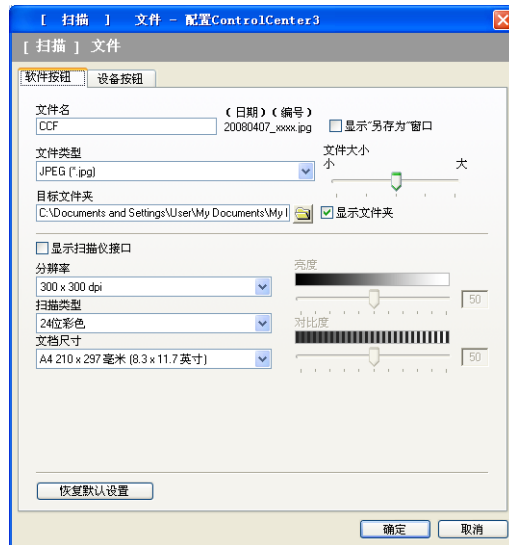 [ 扫描 ] 文件 - 配置ControlCenter3
[ 扫描 ] 文件
软件按钮 设备按钮
文件名 （日期）（编号）
CCF 20080407_xxxx.jpg 显示“另存为”窗口
文件类型 文件大小
JPEG (*.jpg) 小 大
目标文件夹
C:\Documents and Settings\User\My Documents\My I 显示文件夹
显示扫描仪接口
分辨率 亮度
300 x 300 dpi 50
扫描类型
24位彩色 对比度
文档尺寸
A4 210 x 297 毫米 (8.3 x 11.7 英寸) 50
恢复默认设置
确定 取消